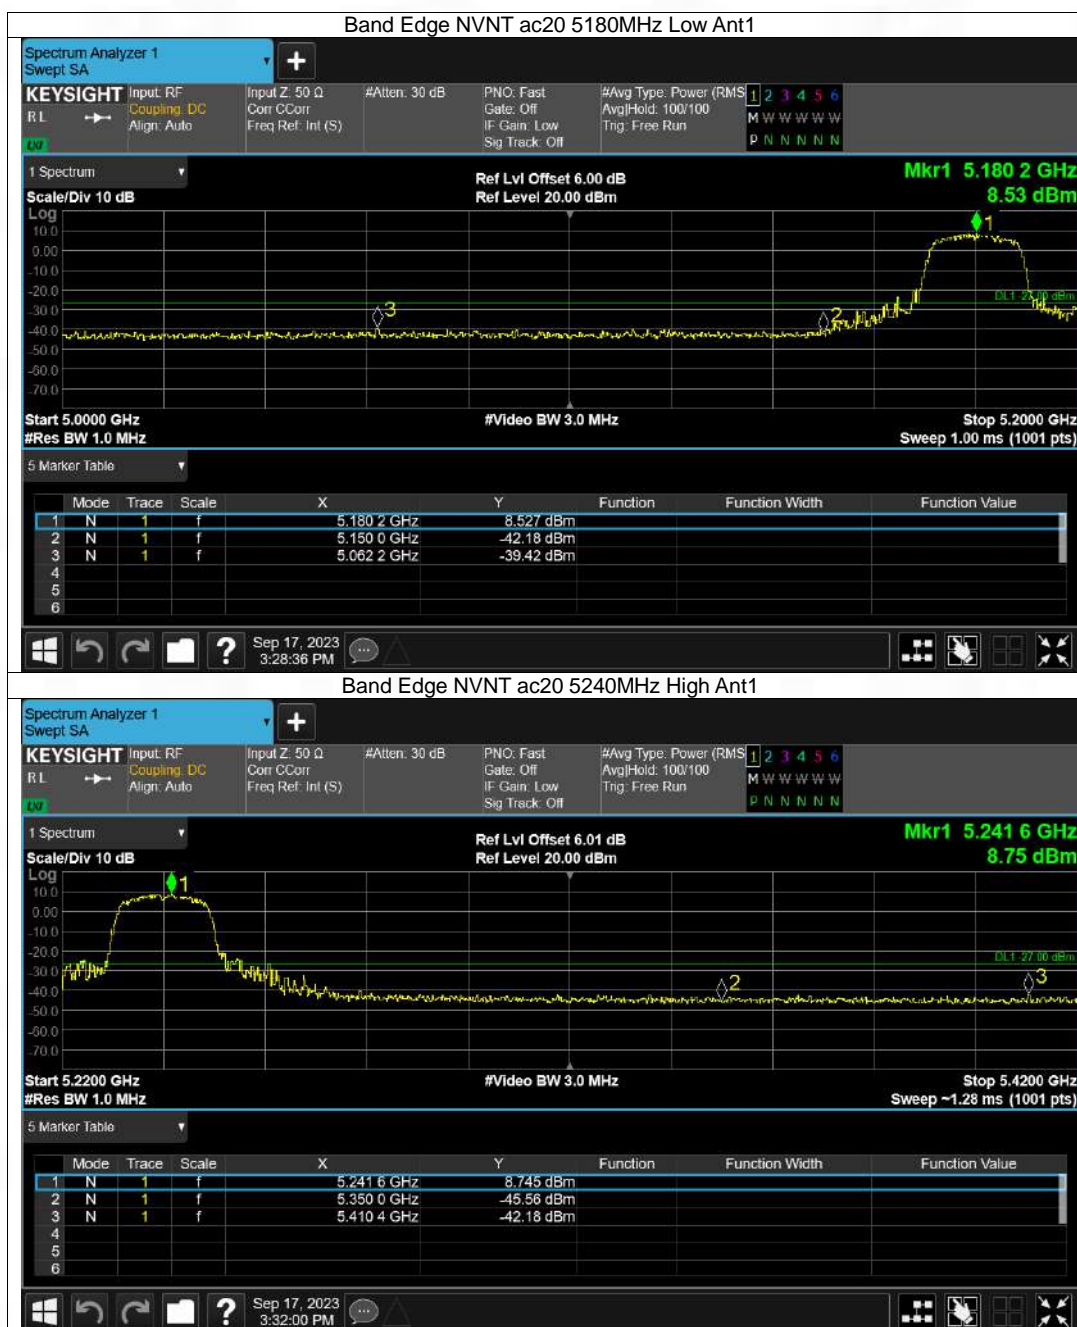 Band Edge NVNT ac20 5180MHz Low Ant1
Spectrum Analyzer 1
Swept SA
KEYSIGHT Input: RF Input Z: 50 Ω #Atten: 30 dB PNO: Fast #Avg Type: Power (RMS 1 2 3 4 5 6
RL Coupling: DC Corr CCorr Gate: Off Avg|Hold: 100/100 M W W W W W
Align: Auto Freq Ref: Int (S) IF Gain: Low Trig: Free Run
LXI Sig Track: Off P N N N N N
1 Spectrum Ref Lvl Offset 6.00 dB Mkr1 5.180 2 GHz
Scale/Div 10 dB Ref Level 20.00 dBm 8.53 dBm
Log
10.0 1
0.00
-10.0
-20.0 DL1 -27.00 dBm
-30.0 3 2
-40.0
-50.0
-60.0
-70.0
Start 5.0000 GHz #Video BW 3.0 MHz Stop 5.2000 GHz
#Res BW 1.0 MHz Sweep 1.00 ms (1001 pts)
5 Marker Table
Mode Trace Scale X Y Function Function Width Function Value
1 N 1 f 5.180 2 GHz 8.527 dBm
2 N 1 f 5.150 0 GHz -42.18 dBm
3 N 1 f 5.062 2 GHz -39.42 dBm
4
5
6
? Sep 17, 2023
3:28:36 PM
Band Edge NVNT ac20 5240MHz High Ant1
Spectrum Analyzer 1
Swept SA
KEYSIGHT Input: RF Input Z: 50 Ω #Atten: 30 dB PNO: Fast #Avg Type: Power (RMS 1 2 3 4 5 6
RL Coupling: DC Corr CCorr Gate: Off Avg|Hold: 100/100 M W W W W W
Align: Auto Freq Ref: Int (S) IF Gain: Low Trig: Free Run
LXI Sig Track: Off P N N N N N
1 Spectrum Ref Lvl Offset 6.01 dB Mkr1 5.241 6 GHz
Scale/Div 10 dB Ref Level 20.00 dBm 8.75 dBm
Log
10.0 1
0.00
-10.0
-20.0 DL1 -27.00 dBm
-30.0 2 3
-40.0
-50.0
-60.0
-70.0
Start 5.2200 GHz #Video BW 3.0 MHz Stop 5.4200 GHz
#Res BW 1.0 MHz Sweep ~1.28 ms (1001 pts)
5 Marker Table
Mode Trace Scale X Y Function Function Width Function Value
1 N 1 f 5.241 6 GHz 8.745 dBm
2 N 1 f 5.350 0 GHz -45.56 dBm
3 N 1 f 5.410 4 GHz -42.18 dBm
4
5
6
? Sep 17, 2023
3:32:00 PM